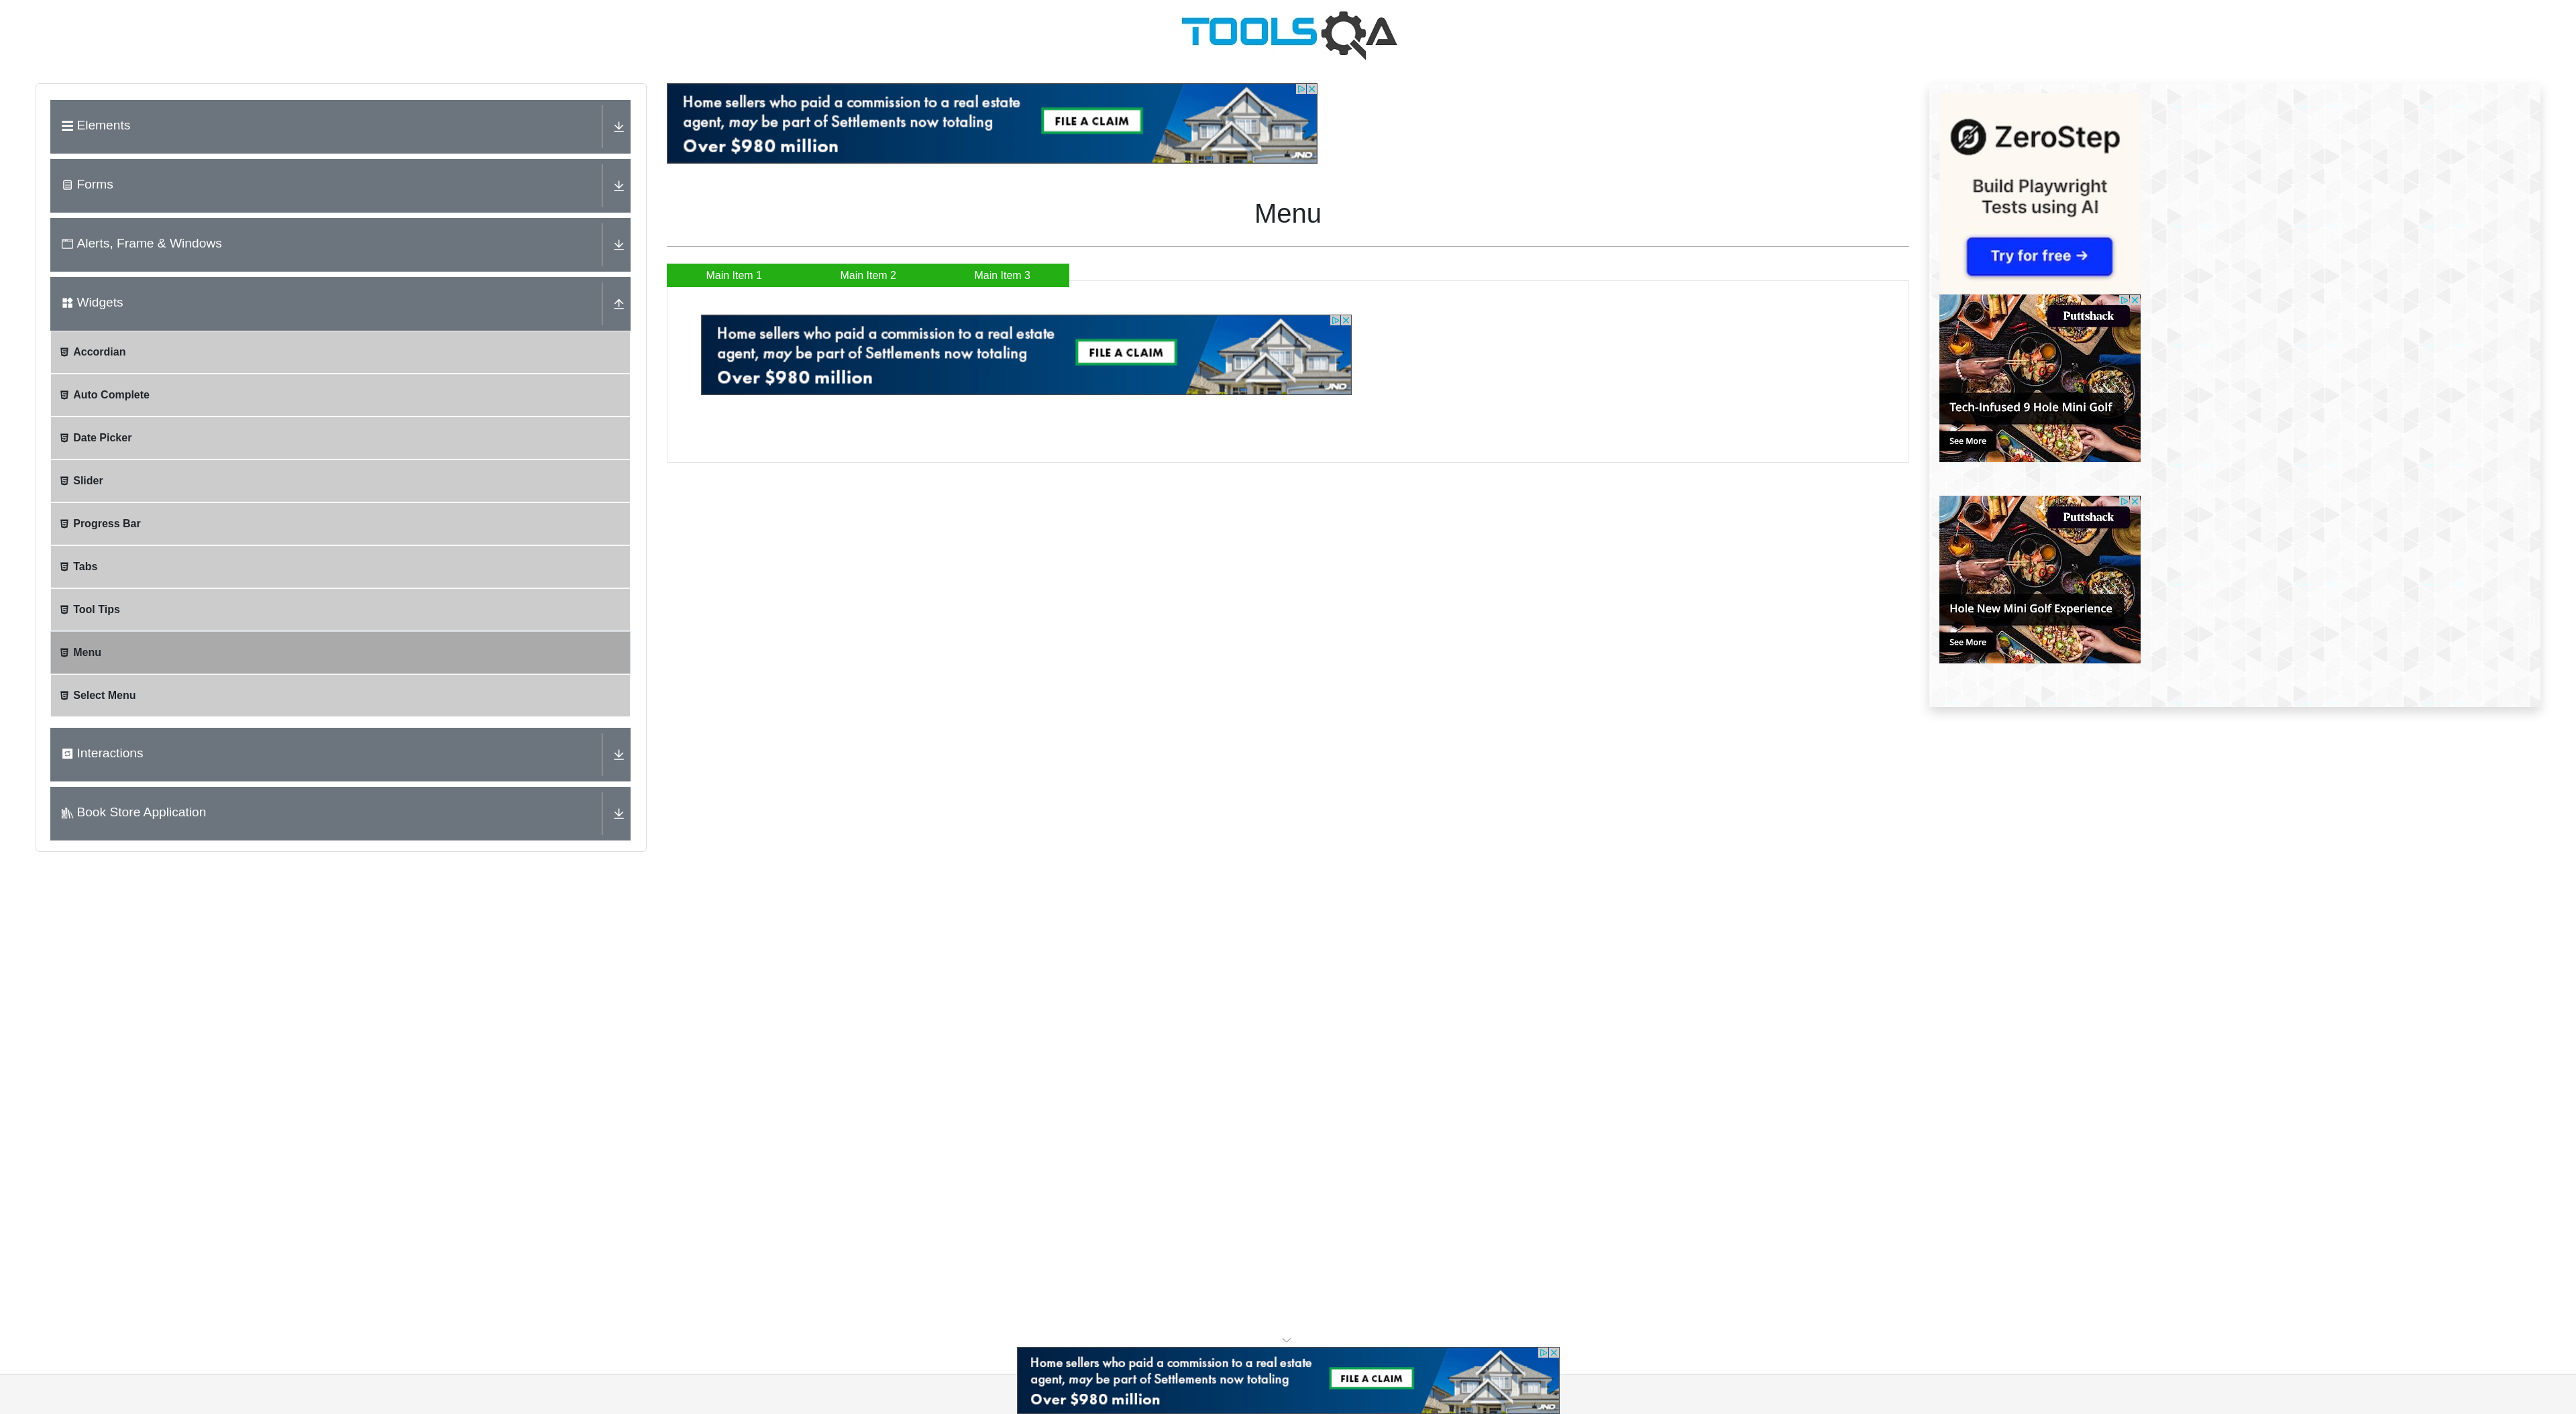 TOOLSQA
Elements
Forms
Alerts, Frame & Windows
Widgets
Accordian
Auto Complete
Date Picker
Slider
Progress Bar
Tabs
Tool Tips
Menu
Select Menu
Interactions
Book Store Application
Home sellers who paid a commission to a real estate
agent, may be part of Settlements now totaling
Over $980 million
FILE A CLAIM
JND
Menu
Main Item 1
Main Item 2
Main Item 3
Home sellers who paid a commission to a real estate
agent, may be part of Settlements now totaling
Over $980 million
FILE A CLAIM
JND
ZeroStep
Build Playwright
Tests using AI
Try for free →
Puttshack
Tech-Infused 9 Hole Mini Golf
See More
Puttshack
Hole New Mini Golf Experience
See More
Home sellers who paid a commission to a real estate
agent, may be part of Settlements now totaling
Over $980 million
FILE A CLAIM
JND